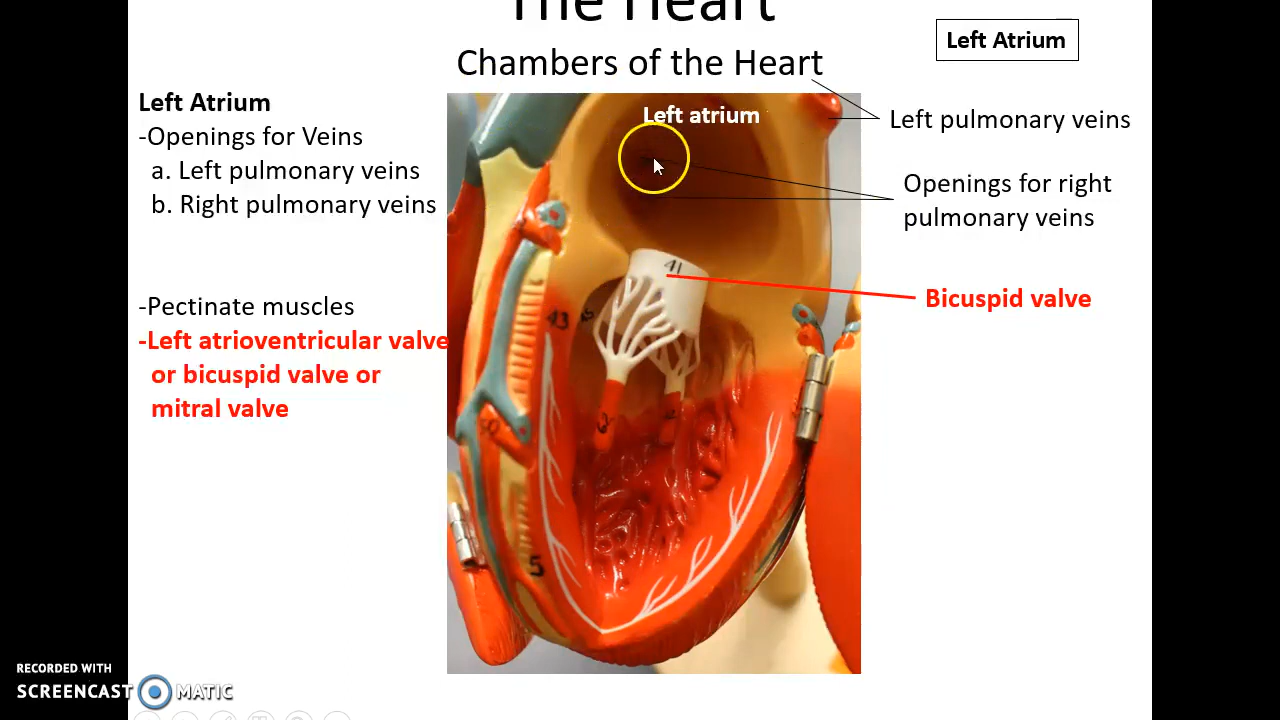 The Heart
Chambers of the Heart
Left Atrium
Left Atrium
-Openings for Veins
a. Left pulmonary veins
b. Right pulmonary veins
-Pectinate muscles
-Left atrioventricular valve
or bicuspid valve or
mitral valve
Left atrium
Left pulmonary veins
Openings for right
pulmonary veins
Bicuspid valve
41
43
5
RECORDED WITH
SCREENCAST MATIC